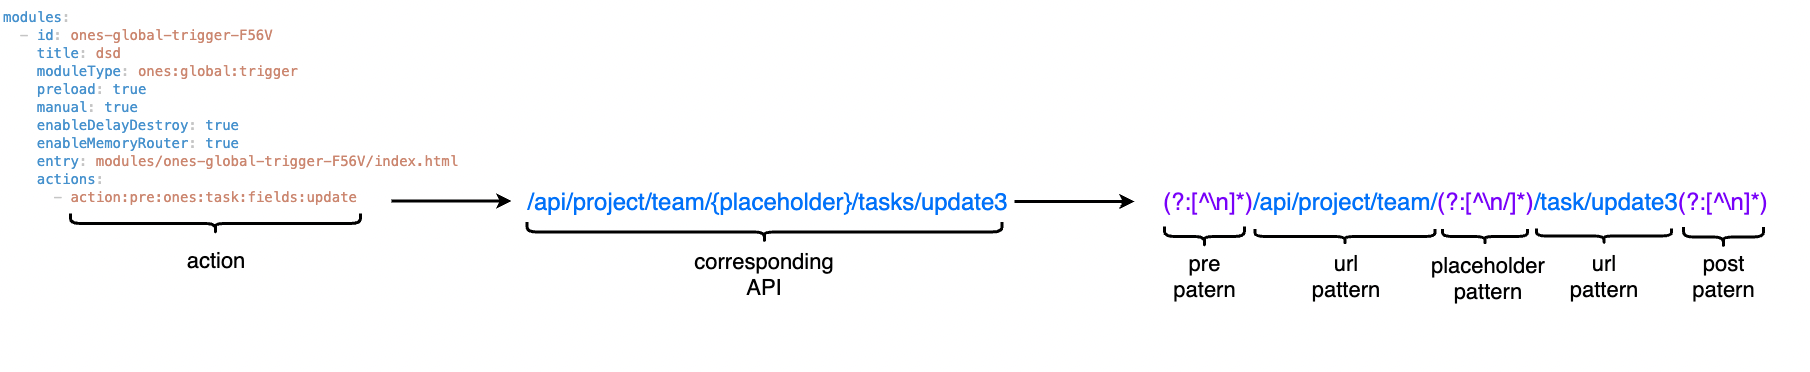 modules:
- id: ones-global-trigger-F56V
title: dsd
moduleType: ones:global:trigger
preload: true
manual: true
enableDelayDestroy: true
enableMemoryRouter: true
entry: modules/ones-global-trigger-F56V/index.html
actions:
- action:pre:ones:task:fields:update
action
/api/project/team/{placeholder}/tasks/update3
corresponding
API
(?:[^\n]*)/api/project/team/(?:[^\n/]*)/task/update3(?:[^\n]*)
pre
patern
url
pattern
placeholder
pattern
url
pattern
post
patern